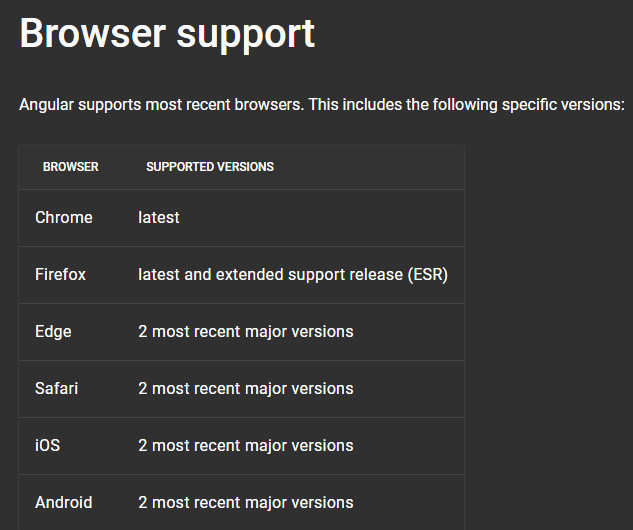 Browser support
Angular supports most recent browsers. This includes the following specific versions:
BROWSER SUPPORTED VERSIONS
Chrome latest
Firefox latest and extended support release (ESR)
Edge 2 most recent major versions
Safari 2 most recent major versions
iOS 2 most recent major versions
Android 2 most recent major versions